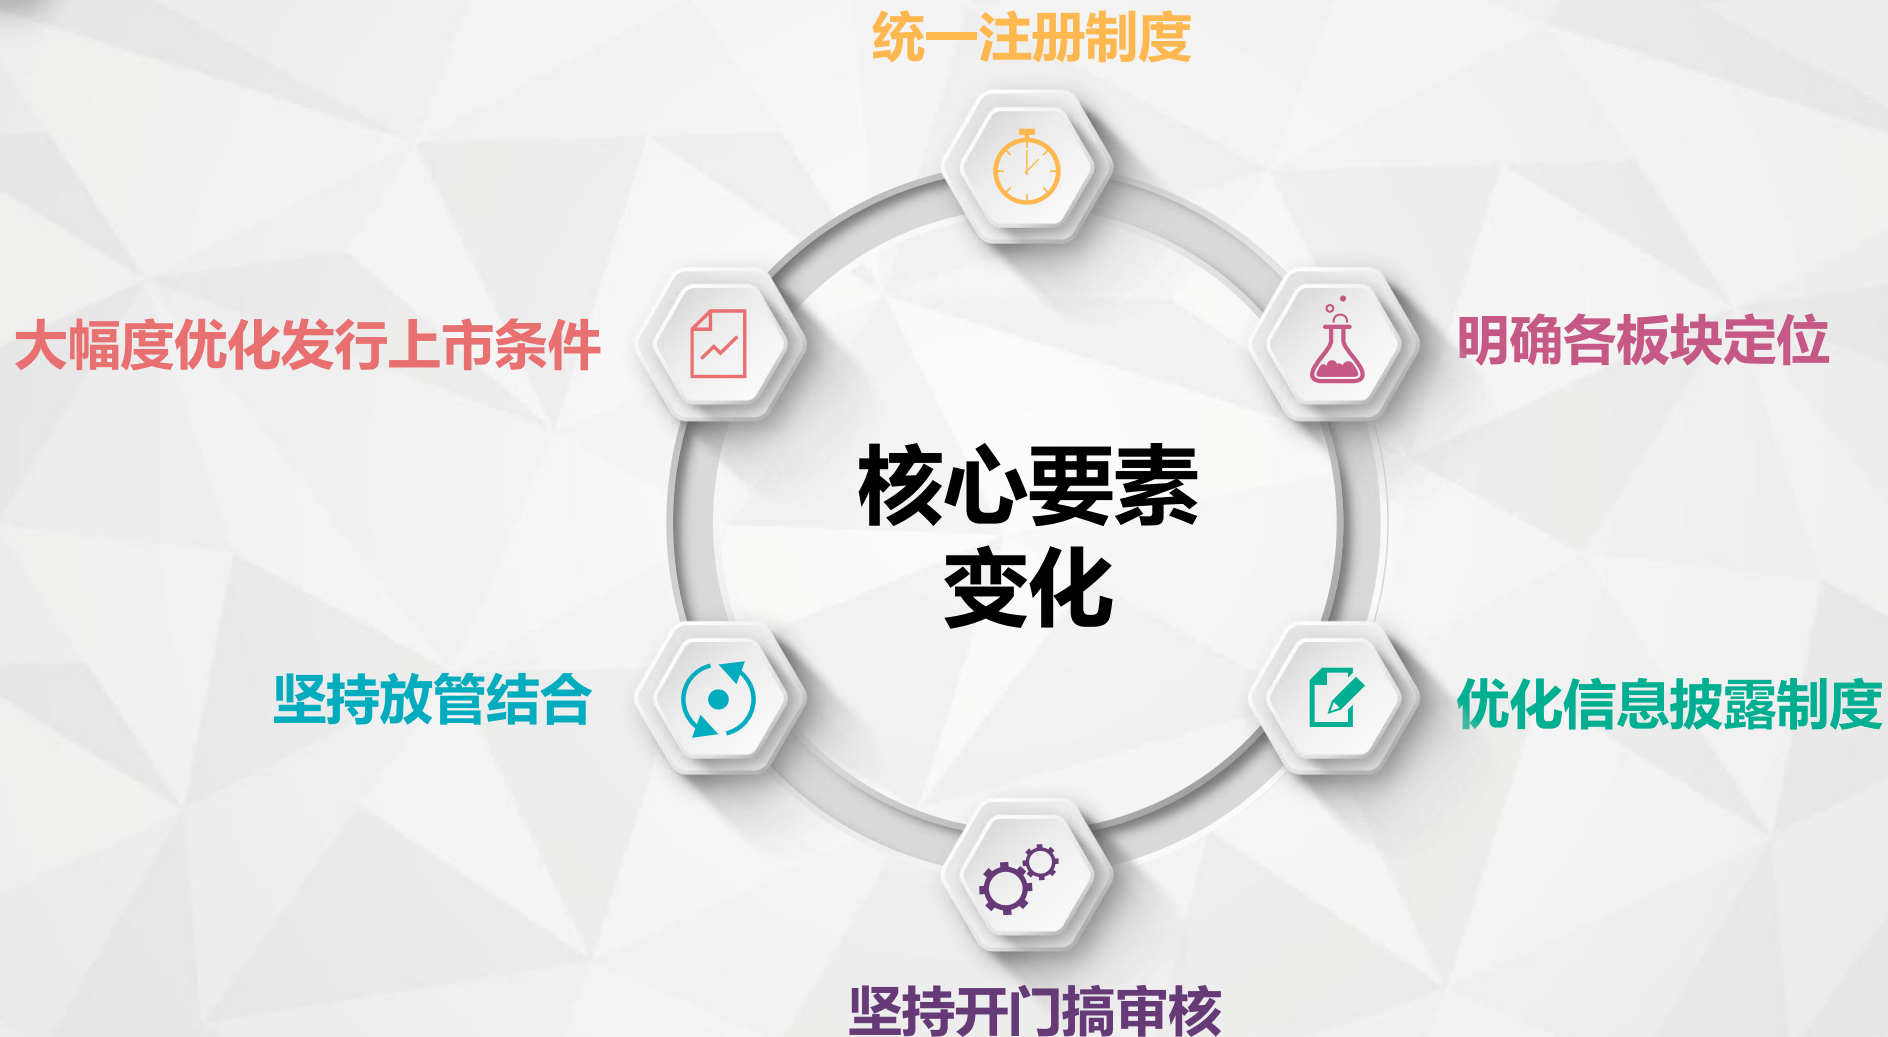 统一注册制度
大幅度优化发行上市条件
明确各板块定位
核心要素
变化
坚持放管结合
优化信息披露制度
坚持开门搞审核